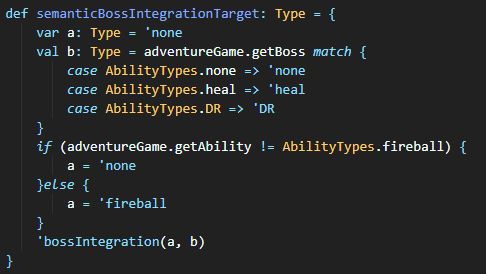 def semanticBossIntegrationTarget: Type = {
    var a: Type = 'none
    val b: Type = adventureGame.getBoss match {
        case AbilityTypes.none => 'none
        case AbilityTypes.heal => 'heal
        case AbilityTypes.DR => 'DR
    }
    if (adventureGame.getAbility != AbilityTypes.fireball) {
        a = 'none
    }else {
        a = 'fireball
    }
    'bossIntegration(a, b)
}